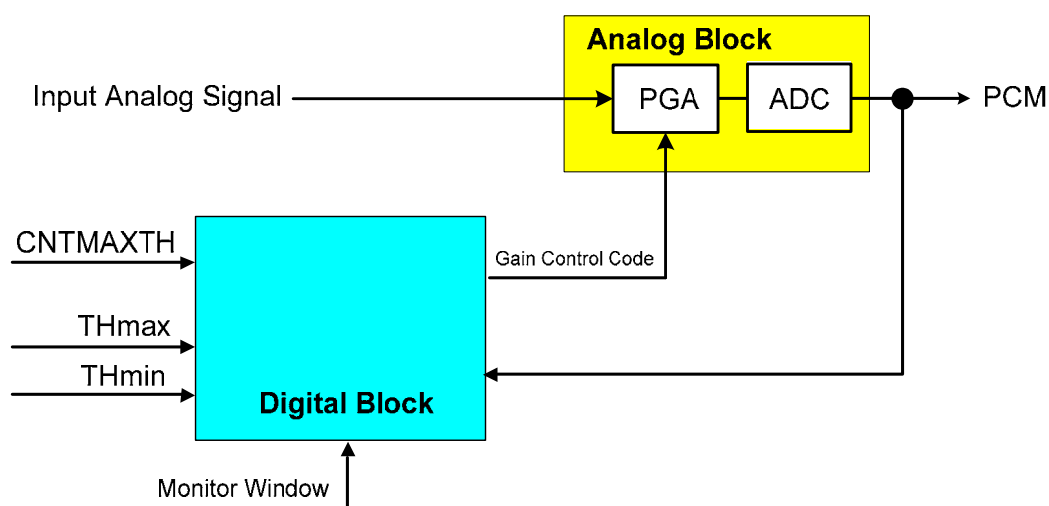 Analog Block
Input Analog Signal
PGA
ADC
PCM
CNTMAXTH
Gain Control Code
THmax
THmin
Digital Block
Monitor Window